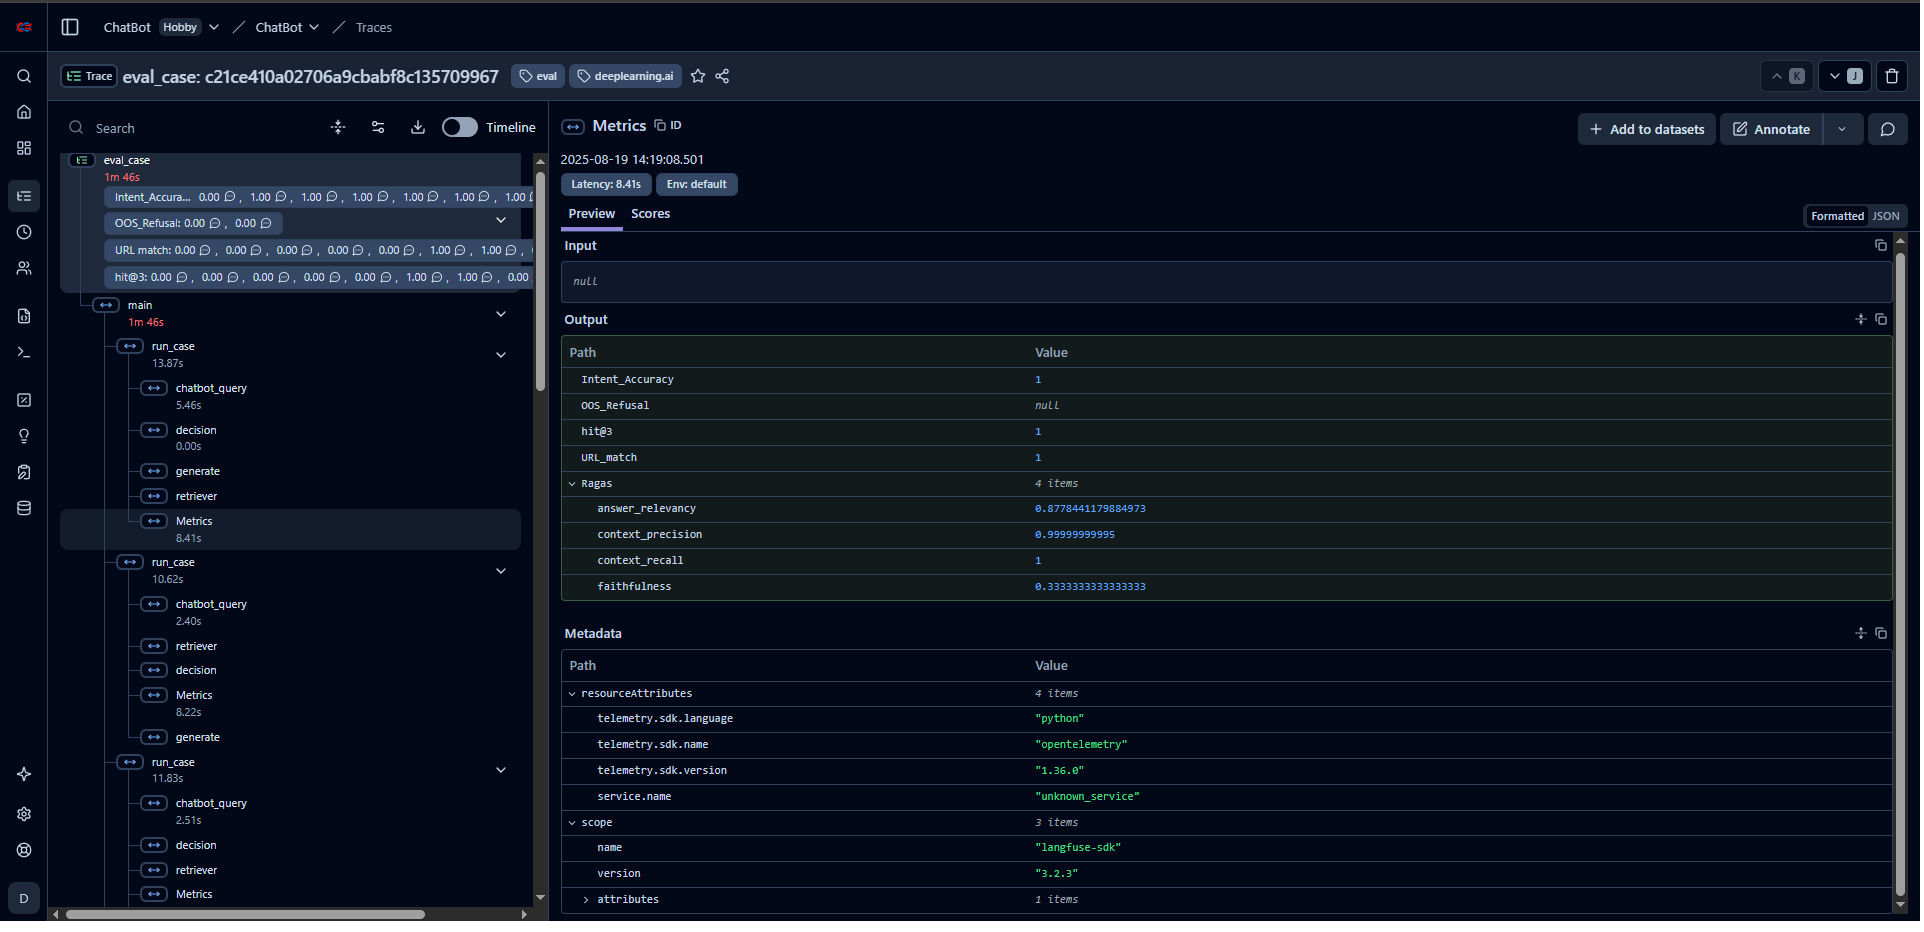 ChatBot Hobby ChatBot Traces
Trace eval_case: c21ce410a02706a9cbabf8c135709967 eval deeplearning.ai K J
Search Timeline
eval_case
1m 46s
Intent_Accura... 0.00 , 1.00 , 1.00 , 1.00 , 1.00 , 1.00 , 1.00
OOS_Refusal: 0.00 , 0.00
URL match: 0.00 , 0.00 , 0.00 , 0.00 , 0.00 , 1.00 , 1.00 ,
hit@3: 0.00 , 0.00 , 0.00 , 0.00 , 0.00 , 1.00 , 1.00 , 0.00
main
1m 46s
run_case
13.87s
chatbot_query
5.46s
decision
0.00s
generate
retriever
Metrics
8.41s
run_case
10.62s
chatbot_query
2.40s
retriever
decision
Metrics
8.22s
generate
run_case
11.83s
chatbot_query
2.51s
decision
retriever
Metrics
D
Metrics ID
Add to datasets Annotate
2025-08-19 14:19:08.501
Latency: 8.41s Env: default
Preview Scores
Formatted JSON
Input
null
Output
Path Value
Intent_Accuracy 1
OOS_Refusal null
hit@3 1
URL_match 1
Ragas 4 items
answer_relevancy 0.8778441179884973
context_precision 0.99999999995
context_recall 1
faithfulness 0.3333333333333333
Metadata
Path Value
resourceAttributes 4 items
telemetry.sdk.language "python"
telemetry.sdk.name "opentelemetry"
telemetry.sdk.version "1.36.0"
service.name "unknown_service"
scope 3 items
name "langfuse-sdk"
version "3.2.3"
attributes 1 items